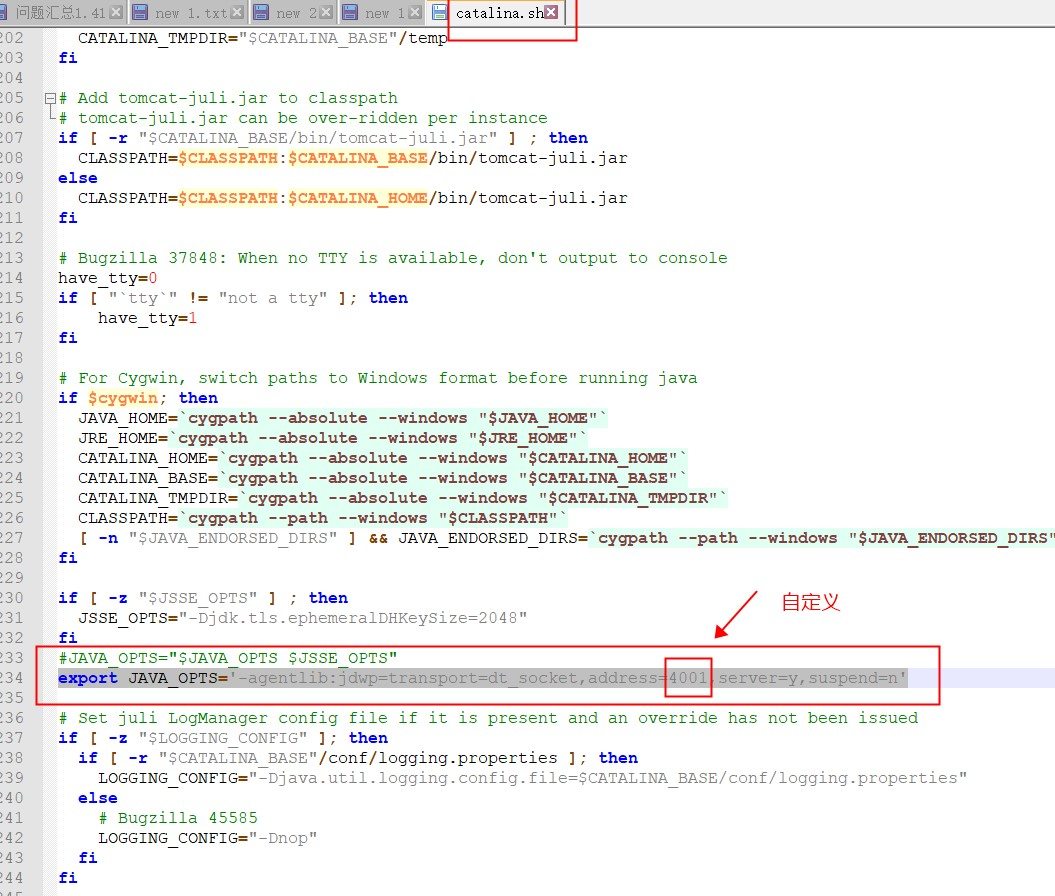 问题汇总1.41 new 1.txt new 2 new 1 catalina.sh
202 CATALINA_TMPDIR="$CATALINA_BASE"/temp
203 fi
204
205 # Add tomcat-juli.jar to classpath
206 # tomcat-juli.jar can be over-ridden per instance
207 if [ -r "$CATALINA_BASE/bin/tomcat-juli.jar" ] ; then
208 CLASSPATH=$CLASSPATH:$CATALINA_BASE/bin/tomcat-juli.jar
209 else
210 CLASSPATH=$CLASSPATH:$CATALINA_HOME/bin/tomcat-juli.jar
211 fi
212
213 # Bugzilla 37848: When no TTY is available, don't output to console
214 have_tty=0
215 if [ "`tty`" != "not a tty" ]; then
216 have_tty=1
217 fi
218
219 # For Cygwin, switch paths to Windows format before running java
220 if $cygwin; then
221 JAVA_HOME=`cygpath --absolute --windows "$JAVA_HOME"`
222 JRE_HOME=`cygpath --absolute --windows "$JRE_HOME"`
223 CATALINA_HOME=`cygpath --absolute --windows "$CATALINA_HOME"`
224 CATALINA_BASE=`cygpath --absolute --windows "$CATALINA_BASE"`
225 CATALINA_TMPDIR=`cygpath --absolute --windows "$CATALINA_TMPDIR"`
226 CLASSPATH=`cygpath --path --windows "$CLASSPATH"`
227 [ -n "$JAVA_ENDORSED_DIRS" ] && JAVA_ENDORSED_DIRS=`cygpath --path --windows "$JAVA_ENDORSED_DIRS"
228 fi
229
230 if [ -z "$JSSE_OPTS" ] ; then
自定义
231 JSSE_OPTS="-Djdk.tls.ephemeralDHKeySize=2048"
232 fi
233 #JAVA_OPTS="$JAVA_OPTS $JSSE_OPTS"
234 export JAVA_OPTS='-agentlib:jdwp=transport=dt_socket,address=4001,server=y,suspend=n'
235
236 # Set juli LogManager config file if it is present and an override has not been issued
237 if [ -z "$LOGGING_CONFIG" ]; then
238 if [ -r "$CATALINA_BASE"/conf/logging.properties ]; then
239 LOGGING_CONFIG="-Djava.util.logging.config.file=$CATALINA_BASE/conf/logging.properties"
240 else
241 # Bugzilla 45585
242 LOGGING_CONFIG="-Dnop"
243 fi
244 fi